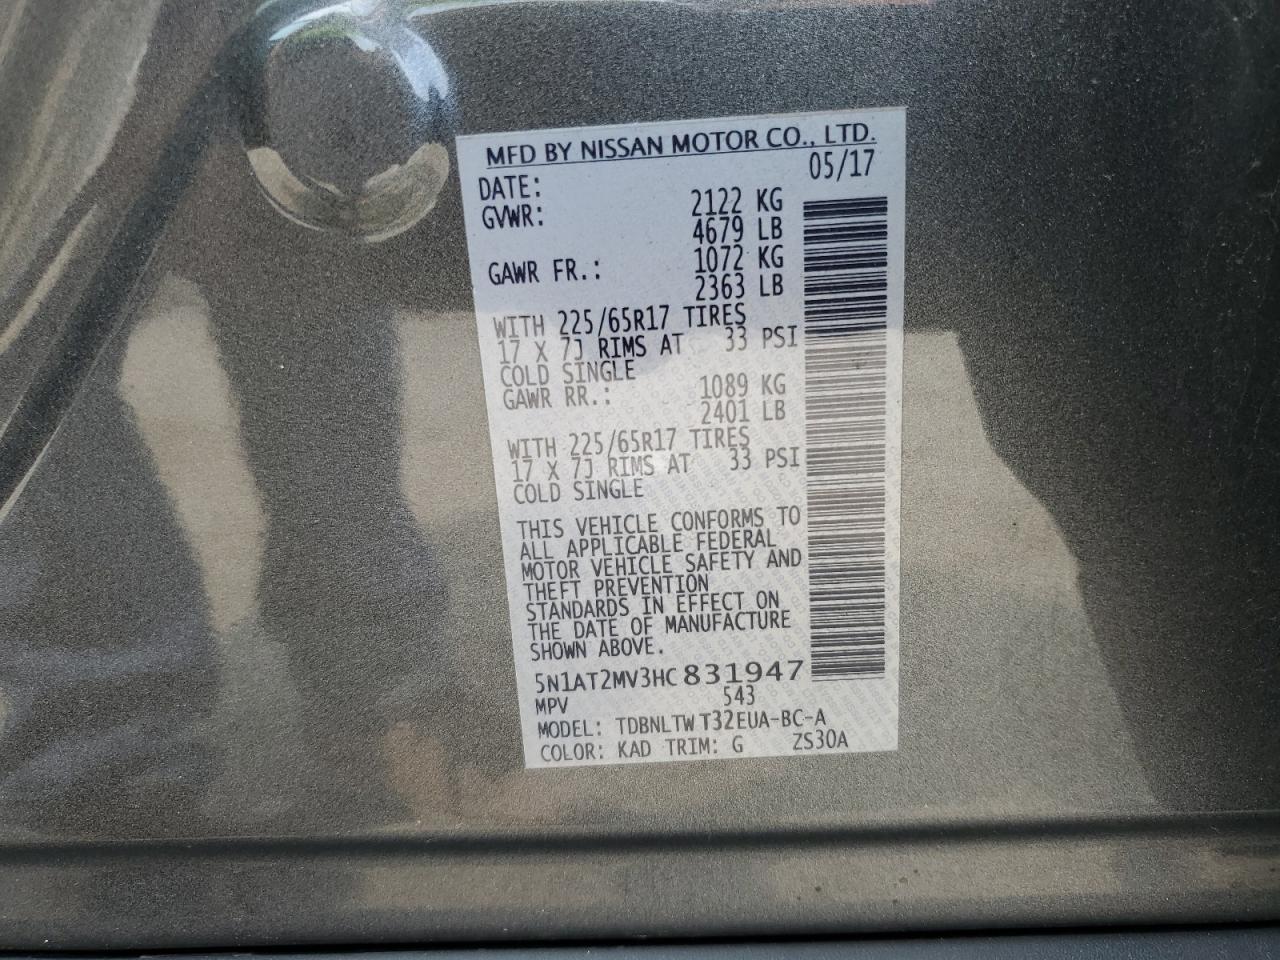 MFD BY NISSAN MOTOR CO., LTD.
DATE: 05/17
GVWR: 2122 KG
4679 LB
GAWR FR.: 1072 KG
2363 LB
WITH 225/65R17 TIRES
17 X 7J RIMS AT 33 PSI
COLD SINGLE
GAWR RR.: 1089 KG
2401 LB
WITH 225/65R17 TIRES
17 X 7J RIMS AT 33 PSI
COLD SINGLE
THIS VEHICLE CONFORMS TO
ALL APPLICABLE FEDERAL
MOTOR VEHICLE SAFETY AND
THEFT PREVENTION
STANDARDS IN EFFECT ON
THE DATE OF MANUFACTURE
SHOWN ABOVE.
5N1AT2MV3HC831947
MPV 543
MODEL: TDBNLTWT32EUA-BC-A
COLOR: KAD TRIM: G ZS30A